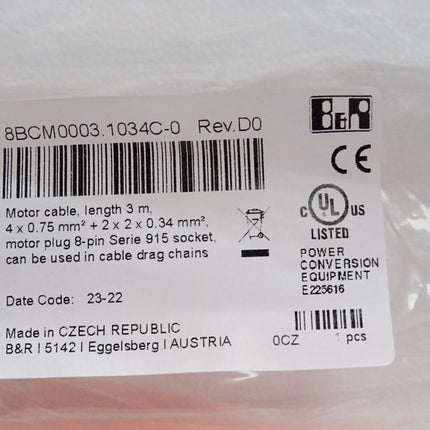 8BCM0003.1034C-0 Rev.D0
B&R
CE
Motor cable, length 3 m,
4 x 0.75 mm² + 2 x 2 x 0.34 mm²,
motor plug 8-pin Serie 915 socket,
can be used in cable drag chains
C UL US
LISTED
POWER
CONVERSION
EQUIPMENT
E225616
Date Code: 23-22
Made in CZECH REPUBLIC
B&R | 5142 | Eggelsberg | AUSTRIA
0CZ 1 pcs